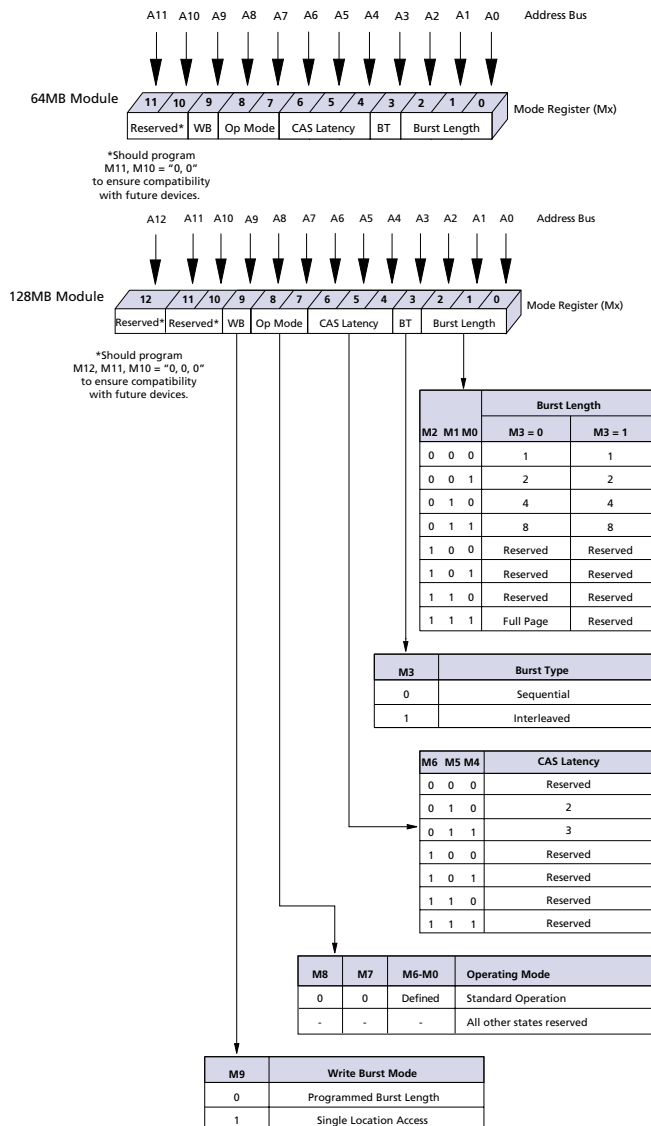 A11 A10 A9 A8 A7 A6 A5 A4 A3 A2 A1 A0 Address Bus
64MB Module
11 10 9 8 7 6 5 4 3 2 1 0
Mode Register (Mx)
Reserved* WB Op Mode CAS Latency BT Burst Length
*Should program
M11, M10 = “0, 0”
to ensure compatibility
with future devices.
A12 A11 A10 A9 A8 A7 A6 A5 A4 A3 A2 A1 A0 Address Bus
128MB Module
12 11 10 9 8 7 6 5 4 3 2 1 0
Mode Register (Mx)
Reserved* Reserved* WB Op Mode CAS Latency BT Burst Length
*Should program
M12, M11, M10 = “0, 0, 0”
to ensure compatibility
with future devices.
Burst Length
M2 M1 M0 M3 = 0 M3 = 1
0 0 0 1 1
0 0 1 2 2
0 1 0 4 4
0 1 1 8 8
1 0 0 Reserved Reserved
1 0 1 Reserved Reserved
1 1 0 Reserved Reserved
1 1 1 Full Page Reserved
M3 Burst Type
0 Sequential
1 Interleaved
M6 M5 M4 CAS Latency
0 0 0 Reserved
0 1 0 2
0 1 1 3
1 0 0 Reserved
1 0 1 Reserved
1 1 0 Reserved
1 1 1 Reserved
M8 M7 M6-M0 Operating Mode
0 0 Defined Standard Operation
- - - All other states reserved
M9 Write Burst Mode
0 Programmed Burst Length
1 Single Location Access